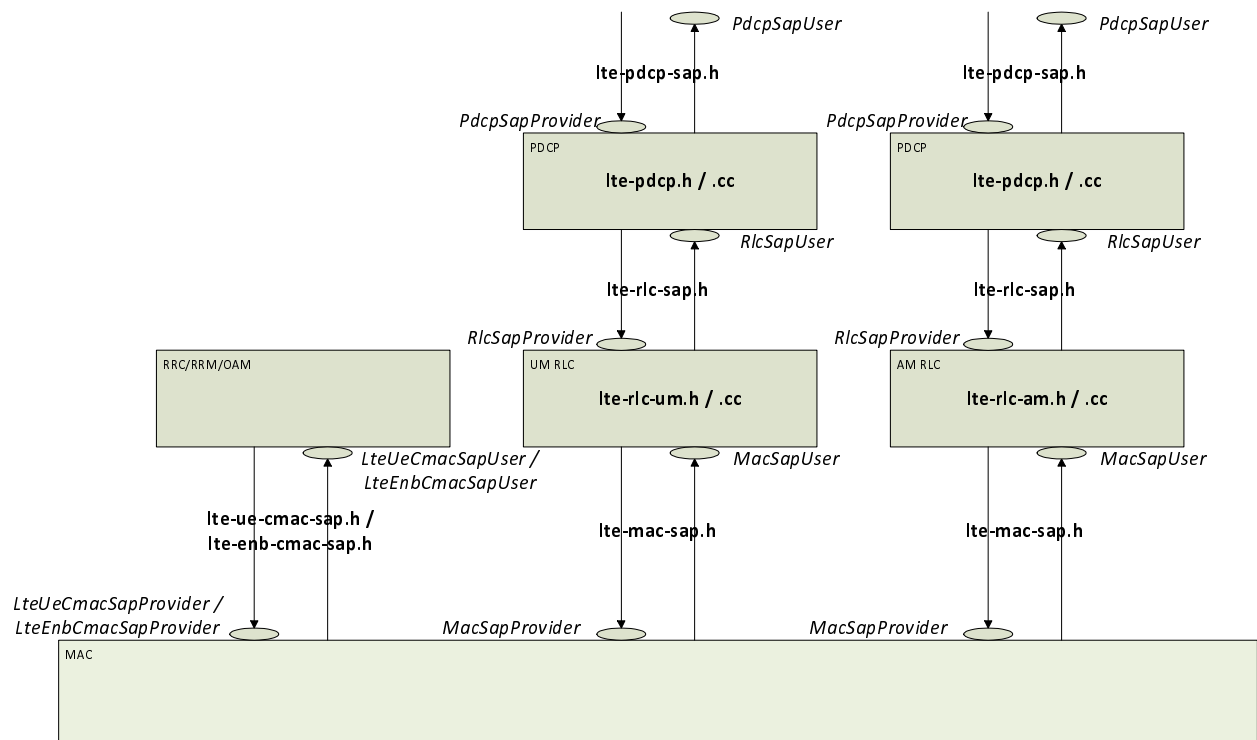 PdcpSapUser
PdcpSapUser
lte-pdcp-sap.h
lte-pdcp-sap.h
PdcpSapProvider
PdcpSapProvider
PDCP
PDCP
lte-pdcp.h / .cc
lte-pdcp.h / .cc
RlcSapUser
RlcSapUser
lte-rlc-sap.h
lte-rlc-sap.h
RlcSapProvider
RlcSapProvider
RRC/RRM/OAM
UM RLC
AM RLC
lte-rlc-um.h / .cc
lte-rlc-am.h / .cc
LteUeCmacSapUser /
LteEnbCmacSapUser
MacSapUser
MacSapUser
lte-ue-cmac-sap.h /
lte-enb-cmac-sap.h
lte-mac-sap.h
lte-mac-sap.h
LteUeCmacSapProvider /
LteEnbCmacSapProvider
MacSapProvider
MacSapProvider
MAC